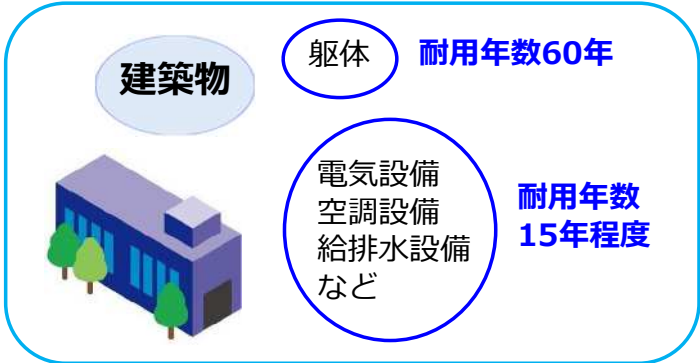 建築物
躯体
耐用年数60年
電気設備
空調設備
給排水設備
など
耐用年数
15年程度